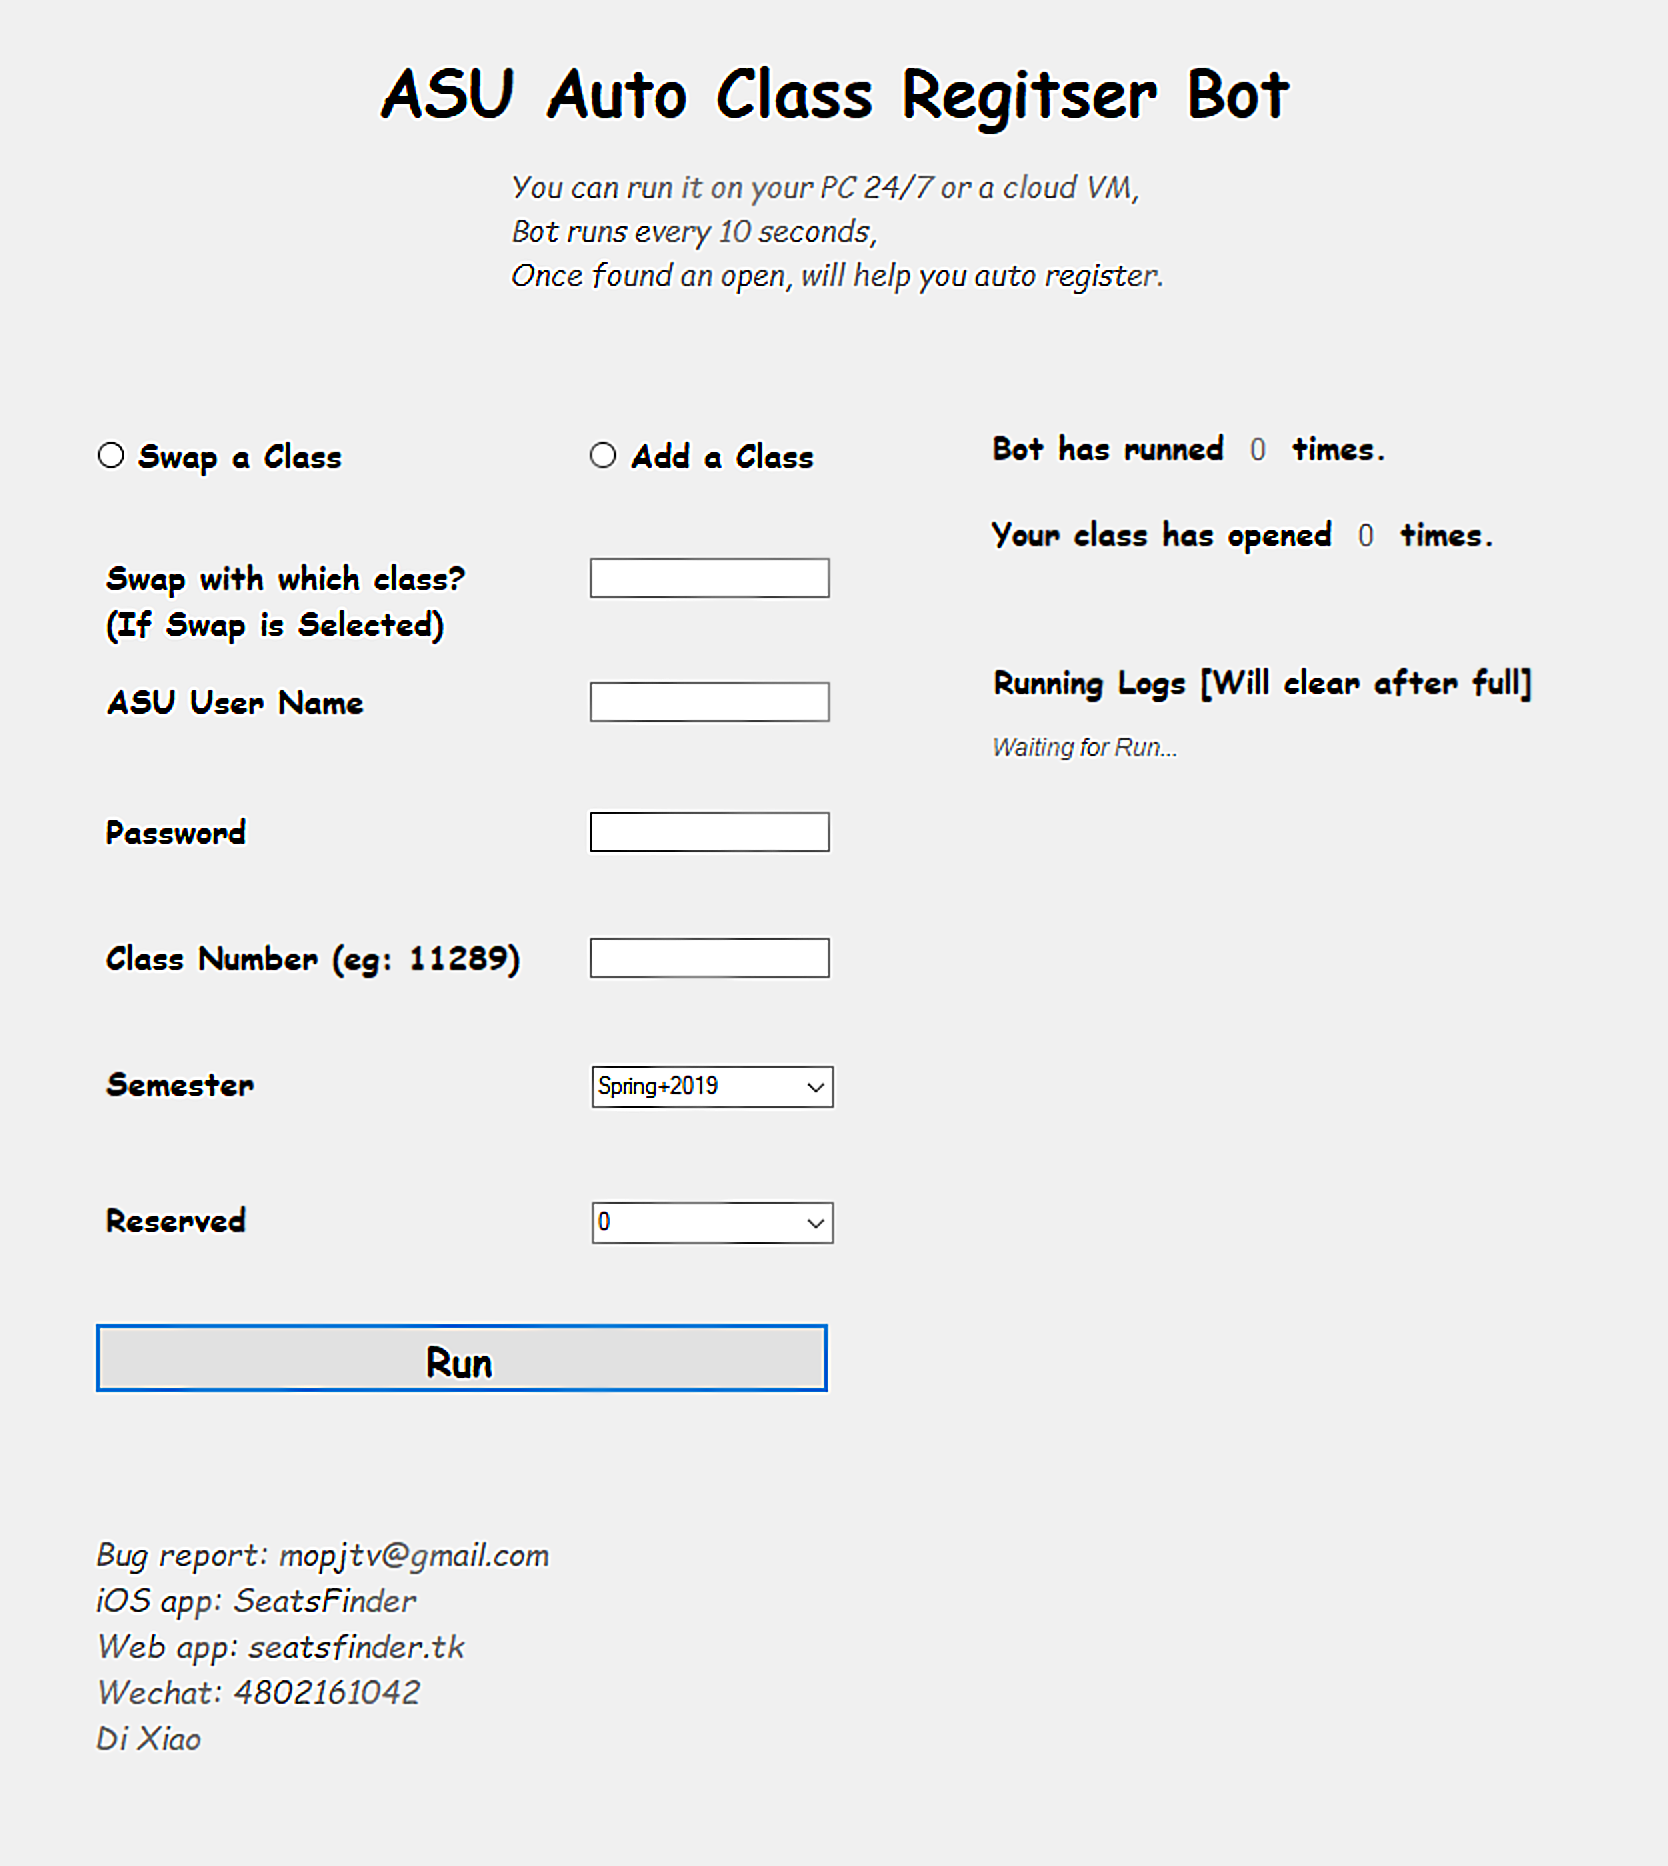 ASU Auto Class Regitser Bot
You can run it on your PC 24/7 or a cloud VM,
Bot runs every 10 seconds,
Once found an open, will help you auto register.
Swap a Class
Add a Class
Swap with which class?
(If Swap is Selected)
ASU User Name
Password
Class Number (eg: 11289)
Semester
Spring+2019
Reserved
0
Run
Bot has runned 0 times.
Your class has opened 0 times.
Running Logs [Will clear after full]
Waiting for Run...
Bug report: mopjtv@gmail.com
iOS app: SeatsFinder
Web app: seatsfinder.tk
Wechat: 4802161042
Di Xiao